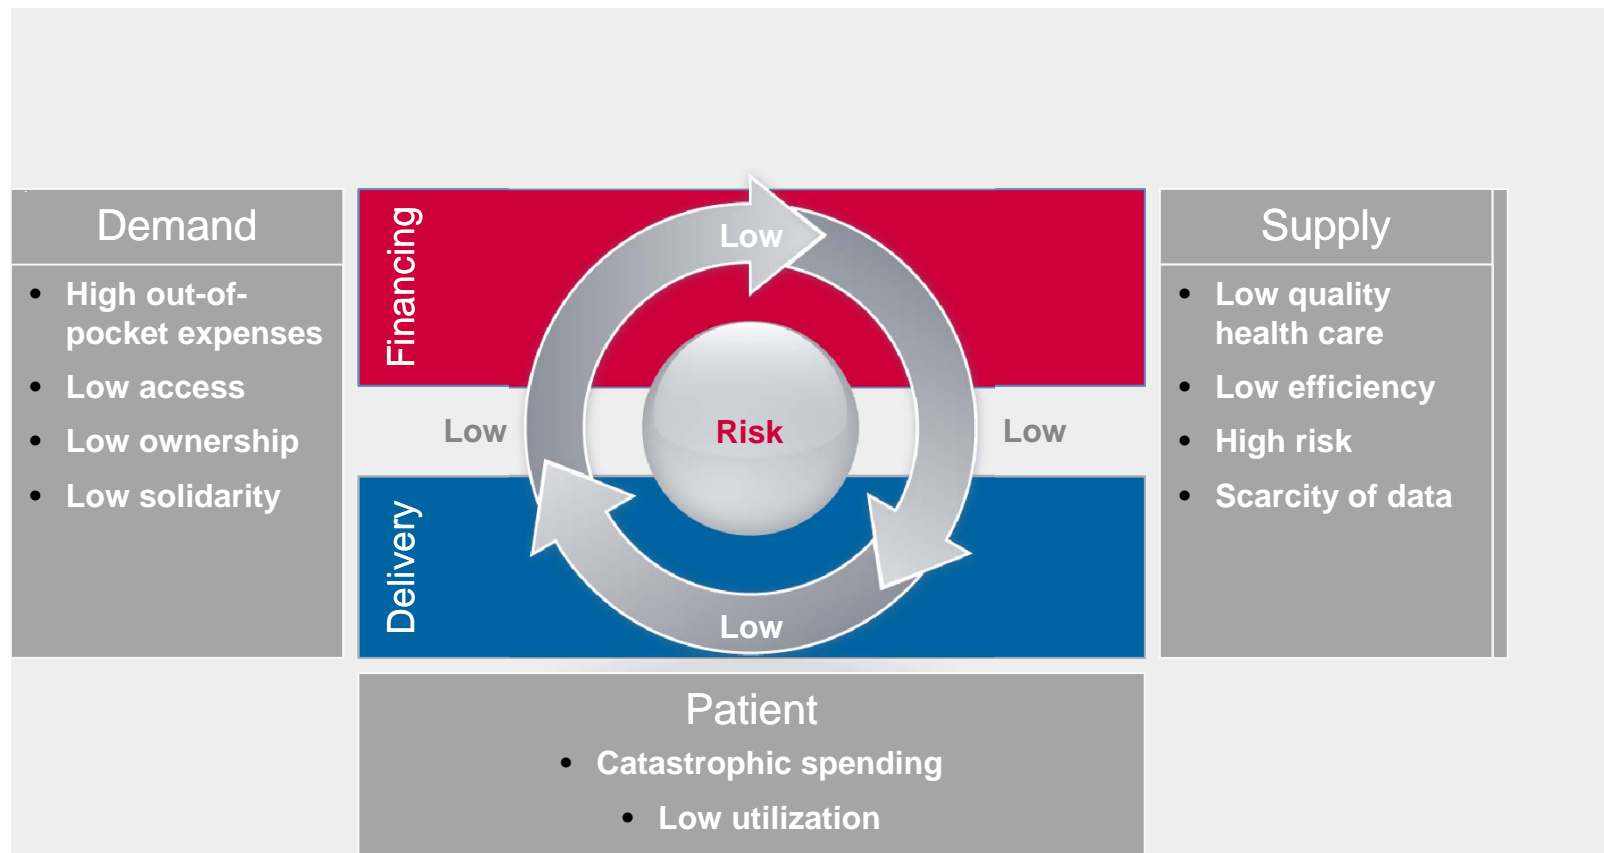 Demand
• High out-of-
pocket expenses
• Low access
• Low ownership
• Low solidarity
Financing
Delivery
Low
Low
Risk
Low
Low
Supply
• Low quality
health care
• Low efficiency
• High risk
• Scarcity of data
Patient
• Catastrophic spending
• Low utilization